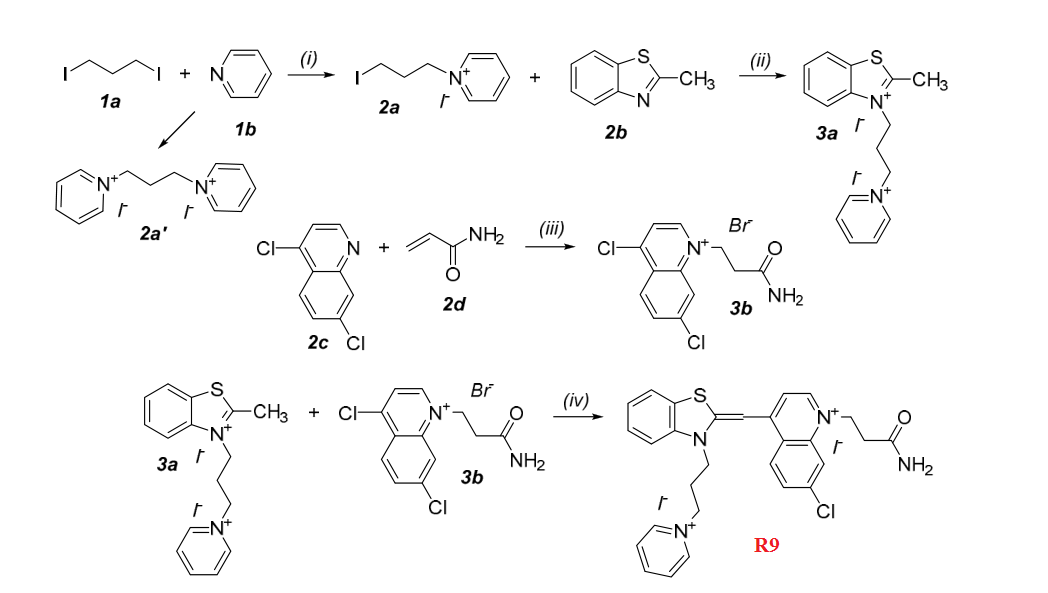 I I + N (i) I N+ I- + S N CH3 (ii) S N+ CH3 I-
1a 1b 2a 2b 3a
N+ I- N+ I- I- N+
2a'
Cl N + NH2 O (iii) Cl N+ Br- O NH2
2c Cl 2d Cl 3b
S CH3 N+ I- + Cl N+ Br- O NH2 (iv) S N N+ I- O NH2
3a I- N+ 3b Cl I- N+ Cl
R9